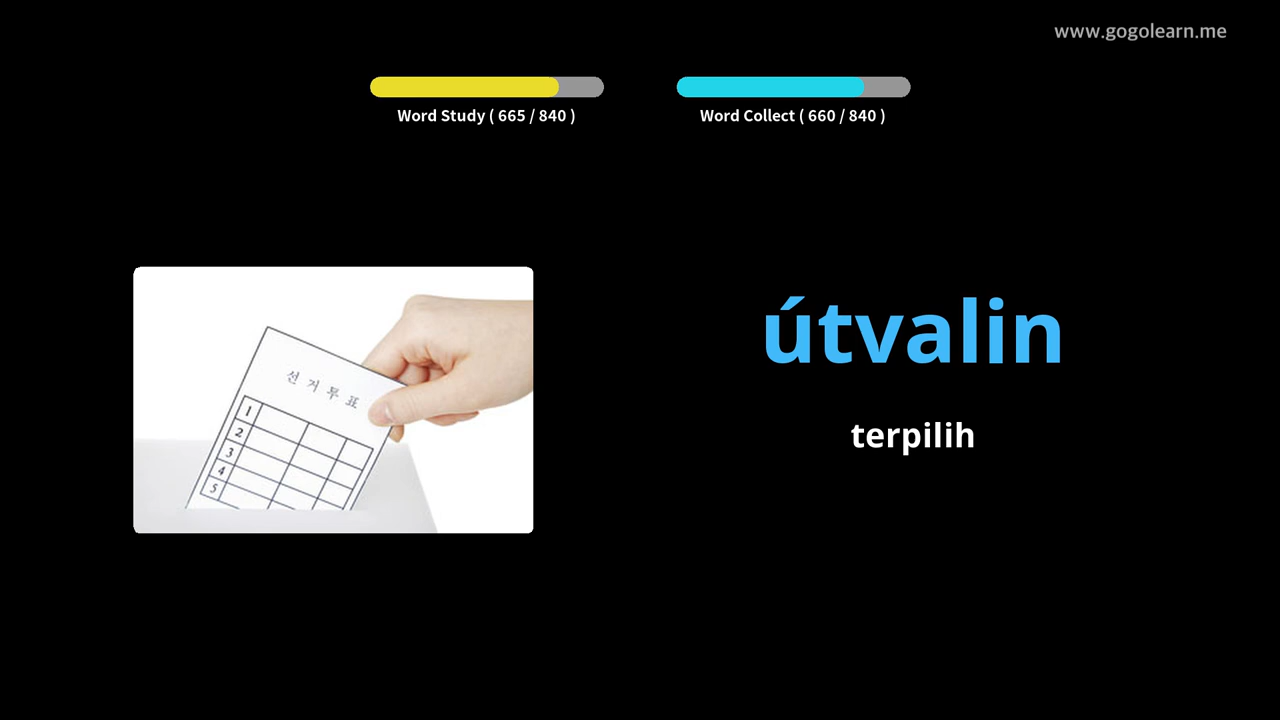 www.gogolearn.me
Word Study ( 665 / 840 )
Word Collect ( 660 / 840 )
선거투표
1
2
3
4
5
útvalin
terpilih